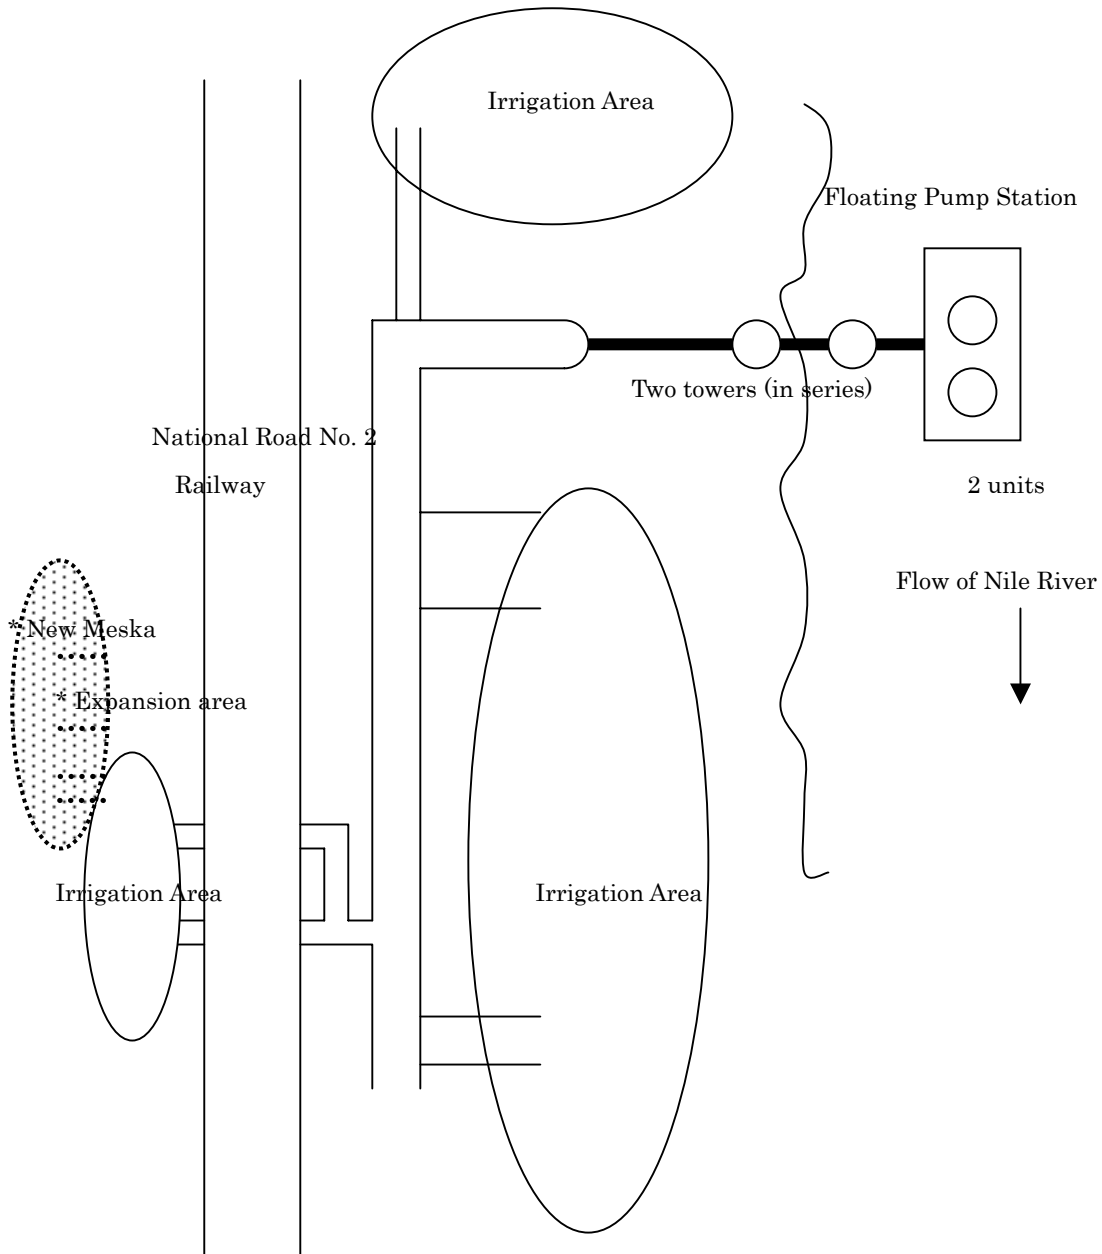 Irrigation Area
Floating Pump Station
Two towers (in series)
National Road No. 2
Railway
2 units
Flow of Nile River
* New Meska
* Expansion area
Irrigation Area
Irrigation Area